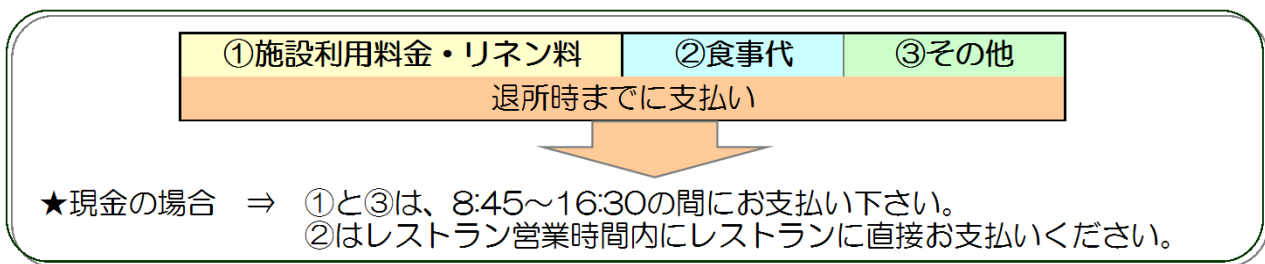 ①施設利用料金・リネン料 ②食事代 ③その他
退所時までに支払い
★現金の場合 ⇒ ①と③は、8:45～16:30の間にお支払い下さい。
②はレストラン営業時間内にレストランに直接お支払いください。